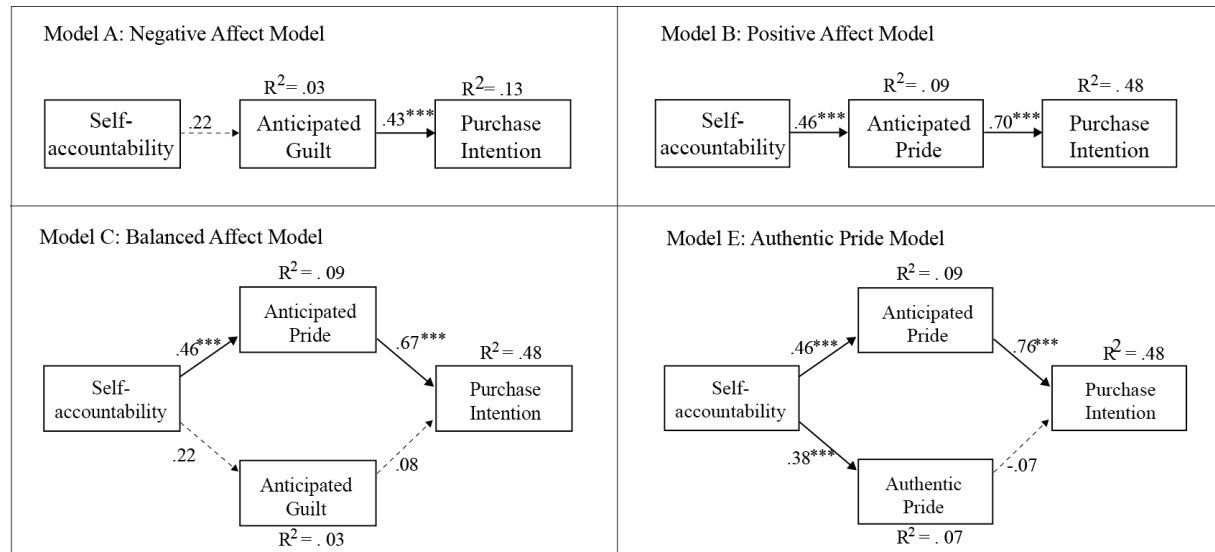 Model A: Negative Affect Model
R2 = .03
R2 = .13
Self-
accountability
.22
Anticipated
Guilt
.43***
Purchase
Intention
Model B: Positive Affect Model
R2 = . 09
R2 = . 48
Self-
accountability
.46***
Anticipated
Pride
.70***
Purchase
Intention
Model C: Balanced Affect Model
R2 = . 09
Anticipated
Pride
.46***
.67***
R2 = .48
Self-
accountability
Purchase
Intention
.22
.08
Anticipated
Guilt
R2 = . 03
Model E: Authentic Pride Model
R2 = . 09
Anticipated
Pride
.46***
.76***
R2 = .48
Self-
accountability
Purchase
Intention
.38***
-.07
Authentic
Pride
R2 = . 07